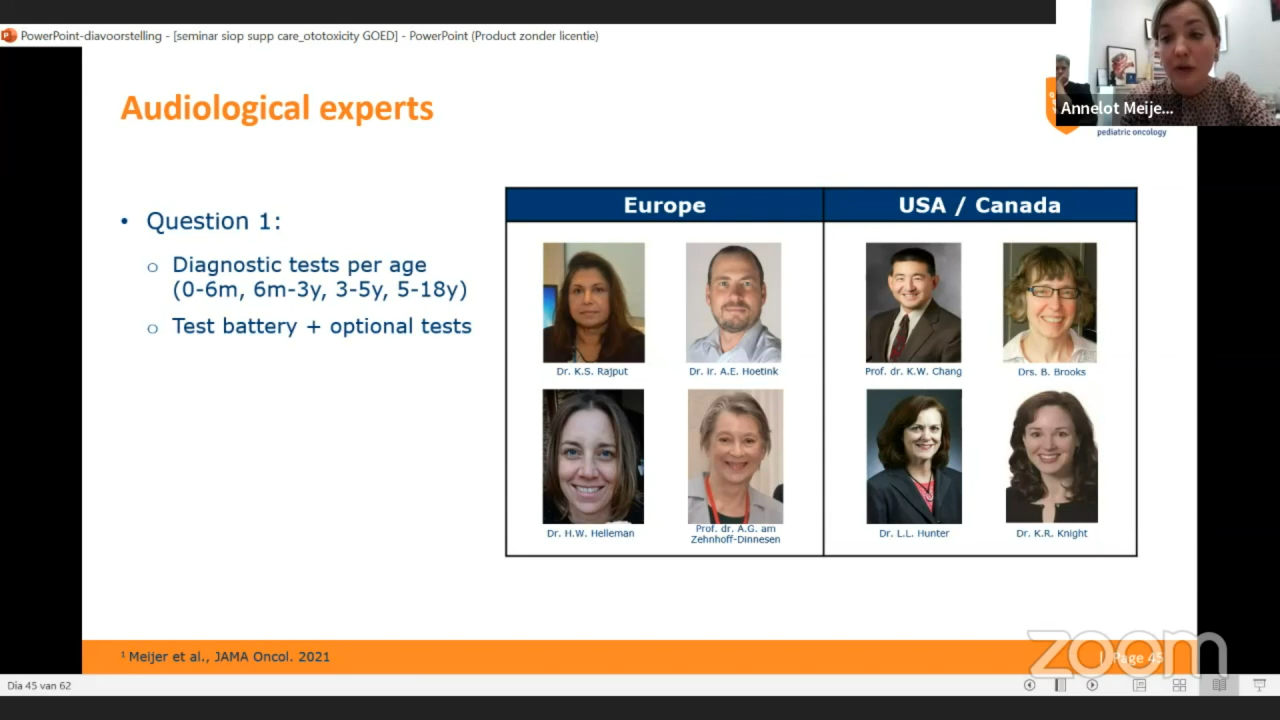 PowerPoint-diavoorstelling - [seminar siop supp care_ototoxicity GOED] - PowerPoint (Product zonder licentie)
Annelot Meije...
pediatric oncology
Audiological experts
• Question 1:
o Diagnostic tests per age
(0-6m, 6m-3y, 3-5y, 5-18y)
o Test battery + optional tests
Europe
USA / Canada
Dr. K.S. Rajput
Dr. ir. A.E. Hoetink
Prof. dr. K.W. Chang
Drs. B. Brooks
Dr. H.W. Helleman
Prof. dr. A.G. am
Zehnhoff-Dinnesen
Dr. L.L. Hunter
Dr. K.R. Knight
1 Meijer et al., JAMA Oncol. 2021
| Page 45
zoom
Dia 45 van 62